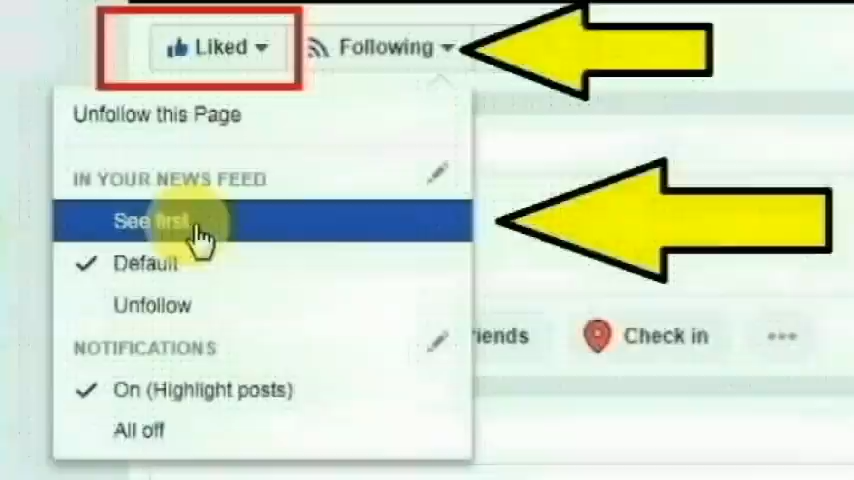 Liked Following
Unfollow this Page
IN YOUR NEWS FEED
See first
Default
Unfollow
riends Check in
NOTIFICATIONS
On (Highlight posts)
All off